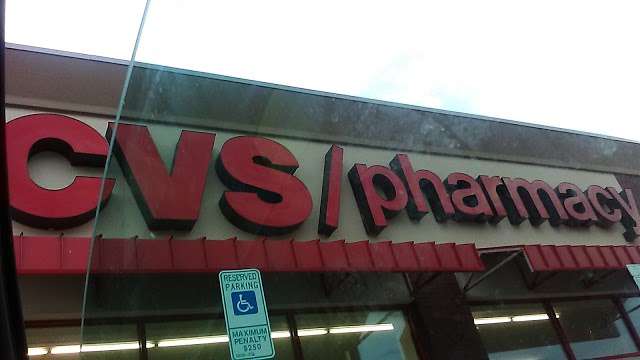 CVS/pharmacy
RESERVED
PARKING
MAXIMUM
PENALTY
$250